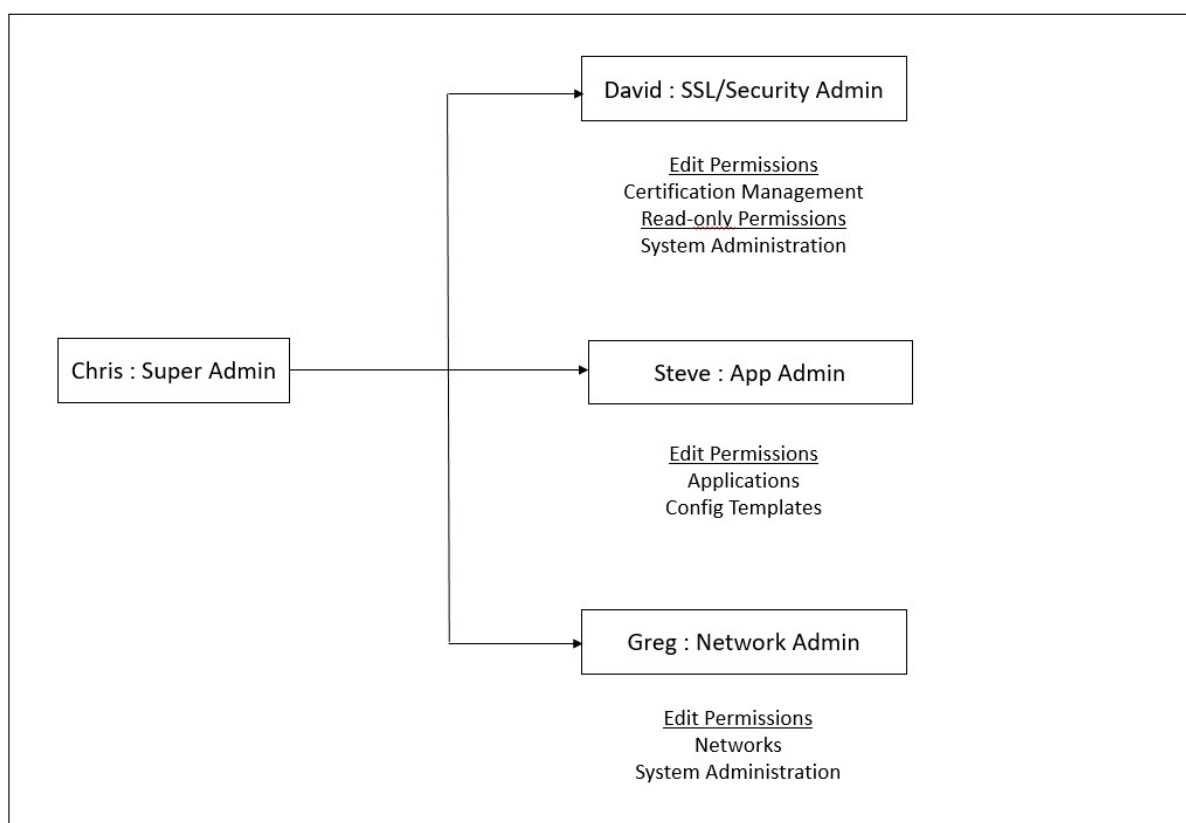 David : SSL/Security Admin
Edit Permissions
Certification Management
Read-only Permissions
System Administration
Chris : Super Admin
Steve : App Admin
Edit Permissions
Applications
Config Templates
Greg : Network Admin
Edit Permissions
Networks
System Administration